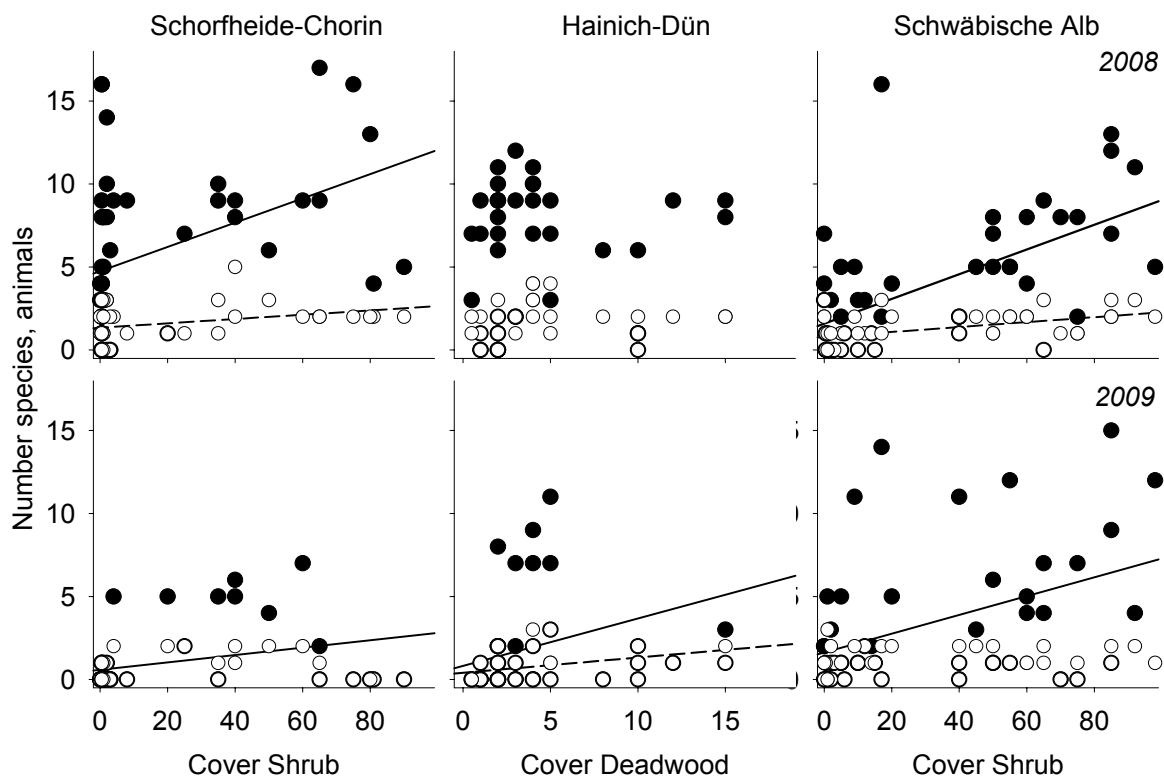 Schorfheide-Chorin Hainich-Dün Schwäbische Alb
2008
15
10
5
0
2009
15
10
5
0
Number species, animals
0 20 40 60 80 0 5 10 15 0 20 40 60 80
Cover Shrub Cover Deadwood Cover Shrub